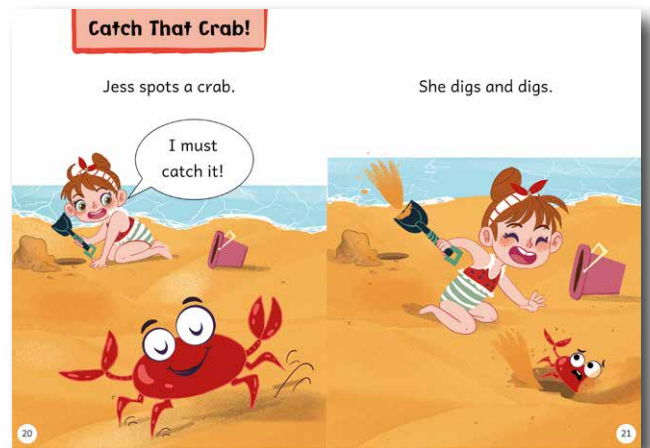 Catch That Crab!
Jess spots a crab.
I must
catch it!
20
She digs and digs.
21